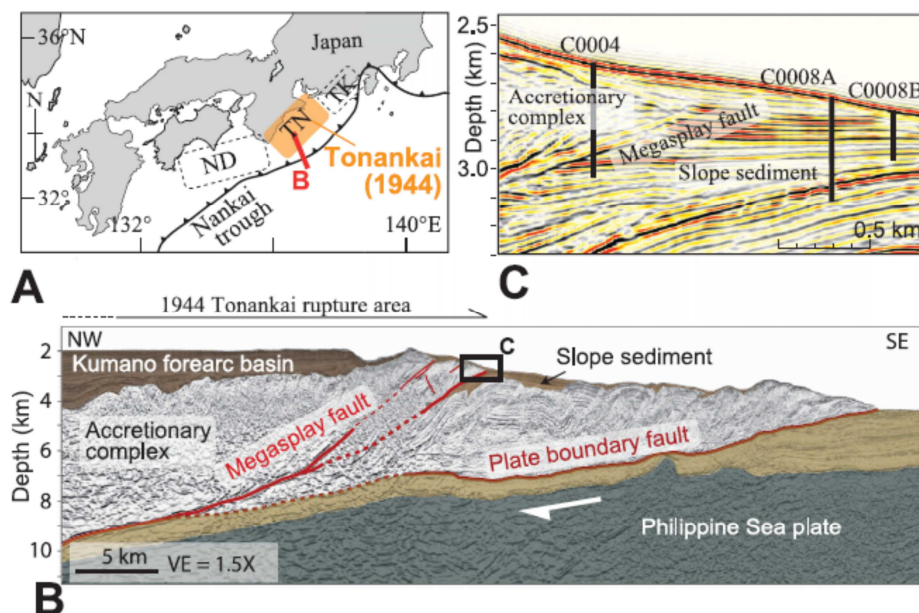 36°N
Japan
N
TK
TN
ND
Tonankai
(1944)
B
32°
132°
Nankai
trough
140°E
A
2.5
C0004
C0008A
C0008B
Accretionary
complex
Megasplay fault
Depth (km)
3.0
Slope sediment
0.5 km
C
1944 Tonankai rupture area
NW
SE
2
Kumano forearc basin
C
Slope sediment
4
Accretionary
complex
Megasplay fault
Plate boundary fault
Depth (km)
6
8
Philippine Sea plate
10
5 km
VE = 1.5X
B